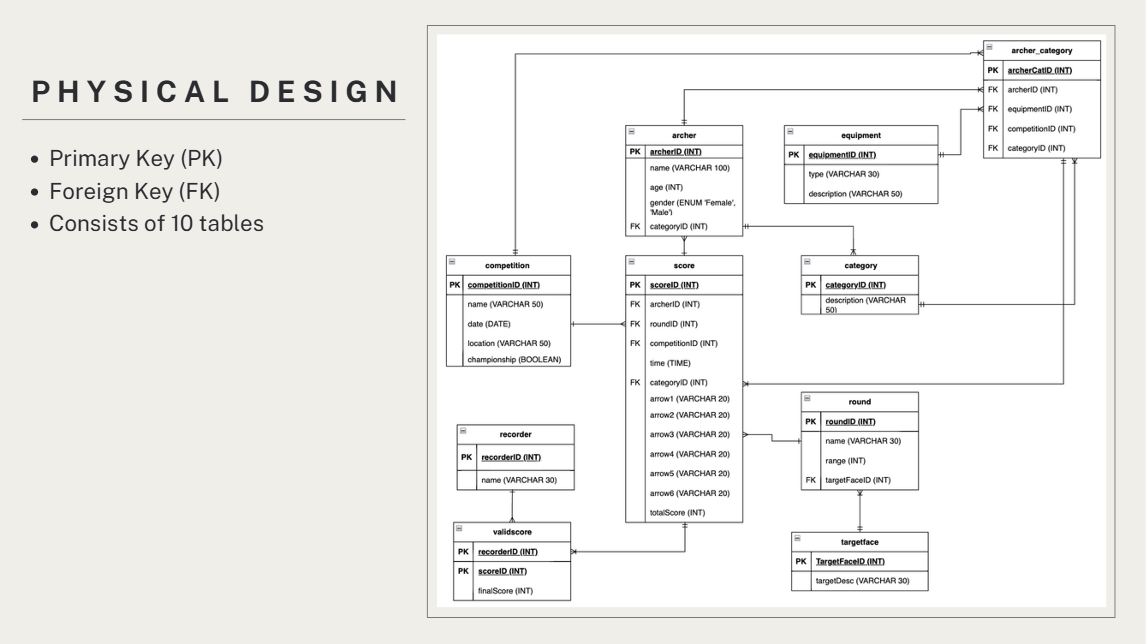 PHYSICAL DESIGN
Primary Key (PK)
Foreign Key (FK)
Consists of 10 tables
archer_category
PK archerCatID (INT)
FK archerID (INT)
FK equipmentID (INT)
FK competitionID (INT)
FK categoryID (INT)
archer
PK archerID (INT)
name (VARCHAR 100)
age (INT)
gender (ENUM 'Female',
'Male')
FK categoryID (INT)
equipment
PK equipmentID (INT)
type (VARCHAR 30)
description (VARCHAR 50)
competition
PK competitionID (INT)
name (VARCHAR 50)
date (DATE)
location (VARCHAR 50)
championship (BOOLEAN)
score
PK scoreID (INT)
FK archerID (INT)
FK roundID (INT)
FK competitionID (INT)
time (TIME)
FK categoryID (INT)
arrow1 (VARCHAR 20)
arrow2 (VARCHAR 20)
arrow3 (VARCHAR 20)
arrow4 (VARCHAR 20)
arrow5 (VARCHAR 20)
arrow6 (VARCHAR 20)
totalScore (INT)
category
PK categoryID (INT)
description (VARCHAR
50)
round
PK roundID (INT)
name (VARCHAR 30)
range (INT)
FK targetFaceID (INT)
recorder
PK recorderID (INT)
name (VARCHAR 30)
validscore
PK recorderID (INT)
PK scoreID (INT)
finalScore (INT)
targetface
PK TargetFaceID (INT)
targetDesc (VARCHAR 30)